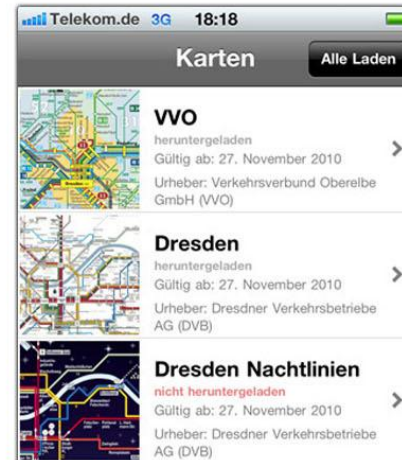 Telekom.de 3G 18:18
Karten
Alle Laden
VVO
heruntergeladen
Gültig ab: 27. November 2010
Urheber: Verkehrsverbund Oberelbe
GmbH (VVO)
Dresden
heruntergeladen
Gültig ab: 27. November 2010
Urheber: Dresdner Verkehrsbetriebe
AG (DVB)
Dresden Nachtlinien
nicht heruntergeladen
Gültig ab: 27. November 2010
Urheber: Dresdner Verkehrsbetriebe
AG (DVB)